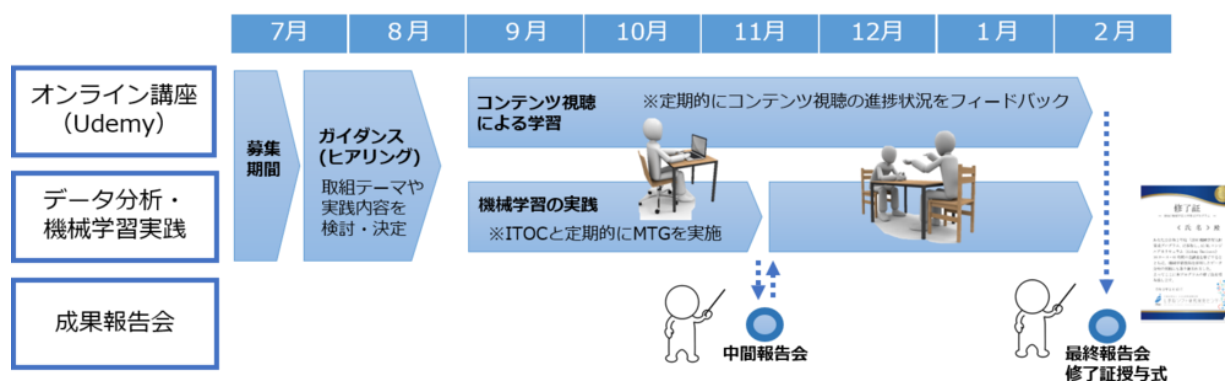 7月
8月
9月
10月
11月
12月
1月
2月
オンライン講座
（Udemy）
募集
期間
ガイダンス
(ヒアリング)
取組テーマや
実践内容を
検討・決定
コンテンツ視聴
による学習
※定期的にコンテンツ視聴の進捗状況をフィードバック
データ分析・
機械学習実践
機械学習の実践
※ITOCと定期的にMTGを実施
修了証
成果報告会
中間報告会
最終報告会
修了証授与式